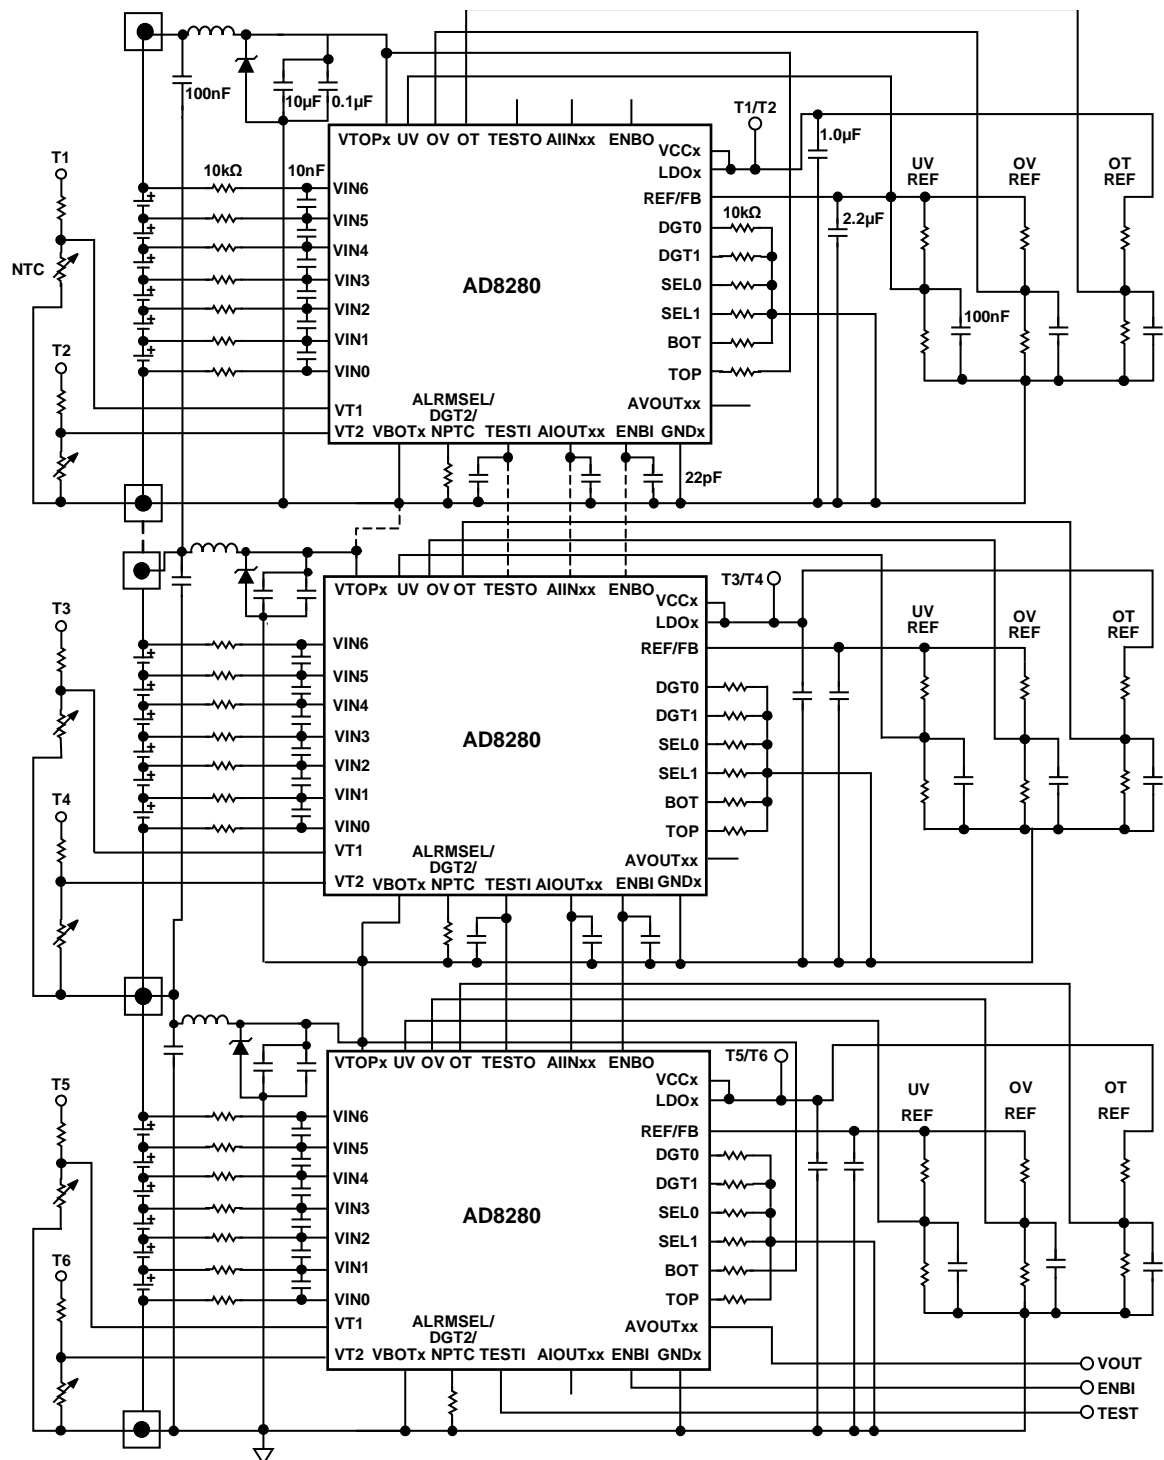 100nF
10µF
0.1µF
VTOPx UV OV OT TESTO AIINxx ENBO
T1/T2
1.0µF
VCCx
LDOx
UV
REF
OV
REF
OT
REF
T1
10kΩ
10nF
VIN6
REF/FB
VIN5
10kΩ
DGT0
2.2µF
VIN4
DGT1
NTC
VIN3
AD8280
SEL0
VIN2
SEL1
100nF
T2
VIN1
BOT
VIN0
TOP
VT1
ALRMSEL/
DGT2/
AVOUTxx
VT2 VBOTx NPTC TESTI AIOUTxx ENBI GNDx
22pF
VTOPx UV OV OT TESTO AIINxx ENBO
T3/T4
VCCx
LDOx
UV
REF
OV
REF
OT
REF
T3
VIN6
REF/FB
VIN5
DGT0
VIN4
DGT1
VIN3
AD8280
SEL0
VIN2
SEL1
T4
VIN1
BOT
VIN0
TOP
VT1
ALRMSEL/
DGT2/
AVOUTxx
VT2 VBOTx NPTC TESTI AIOUTxx ENBI GNDx
VTOPx UV OV OT TESTO AIINxx ENBO
T5/T6
VCCx
LDOx
UV
REF
OV
REF
OT
REF
T5
VIN6
REF/FB
VIN5
DGT0
VIN4
DGT1
VIN3
AD8280
SEL0
VIN2
SEL1
T6
VIN1
BOT
VIN0
TOP
VT1
ALRMSEL/
DGT2/
AVOUTxx
VT2 VBOTx NPTC TESTI AIOUTxx ENBI GNDx
VOUT
ENBI
TEST